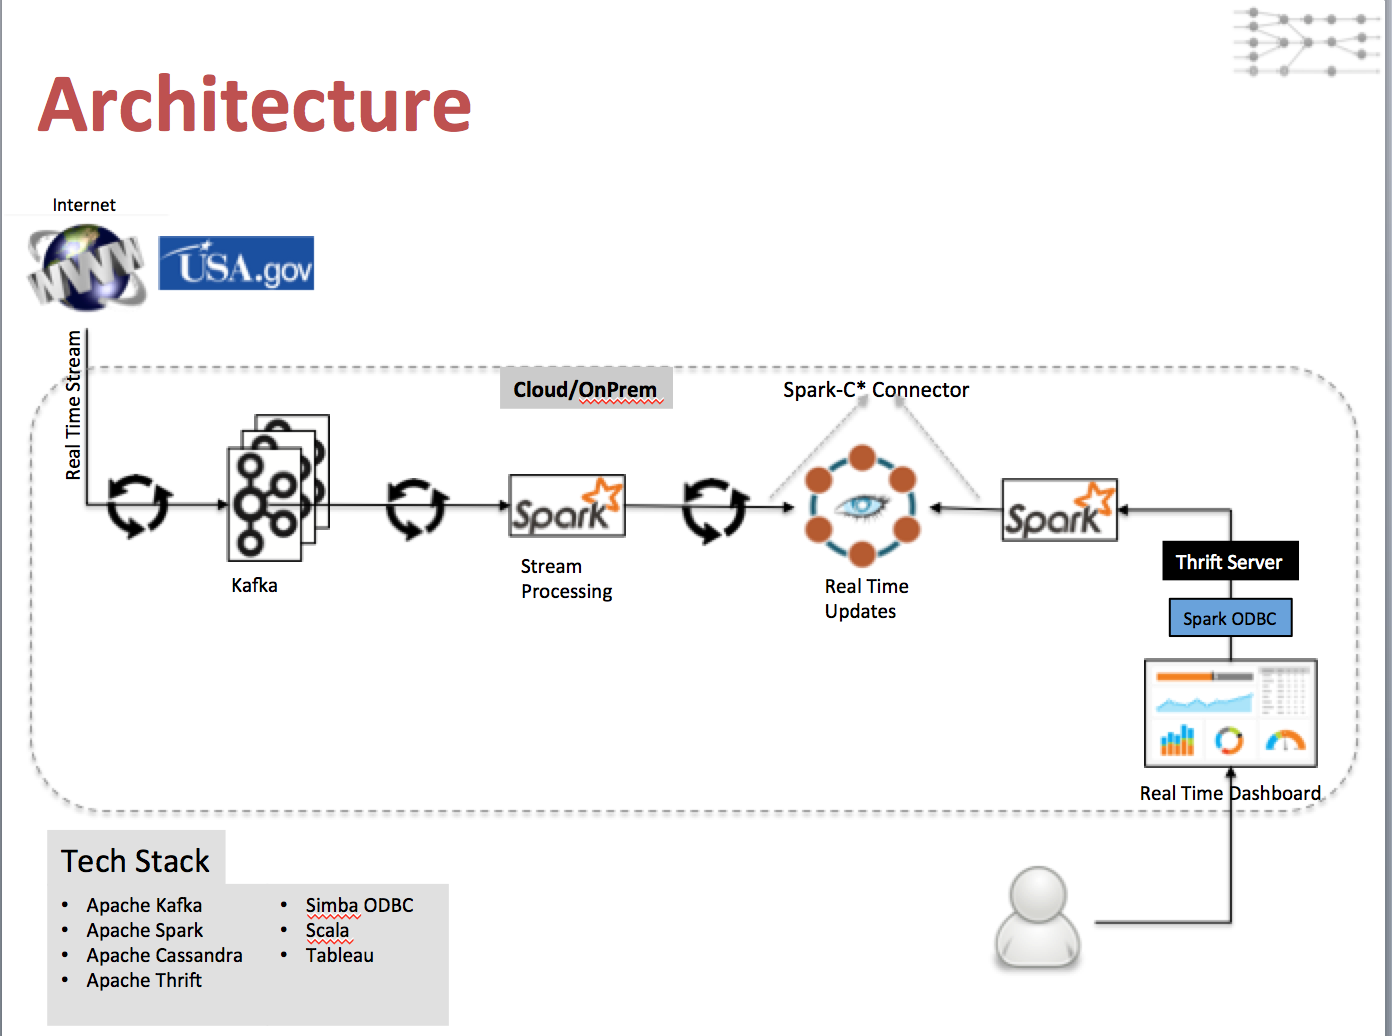 Architecture
Internet
WWW
USA.gov
Real Time Stream
Cloud/OnPrem
Spark-C* Connector
Spark
Spark
Kafka
Stream
Processing
Real Time
Updates
Thrift Server
Spark ODBC
Real Time Dashboard
Tech Stack
• Apache Kafka
• Apache Spark
• Apache Cassandra
• Apache Thrift
• Simba ODBC
• Scala
• Tableau